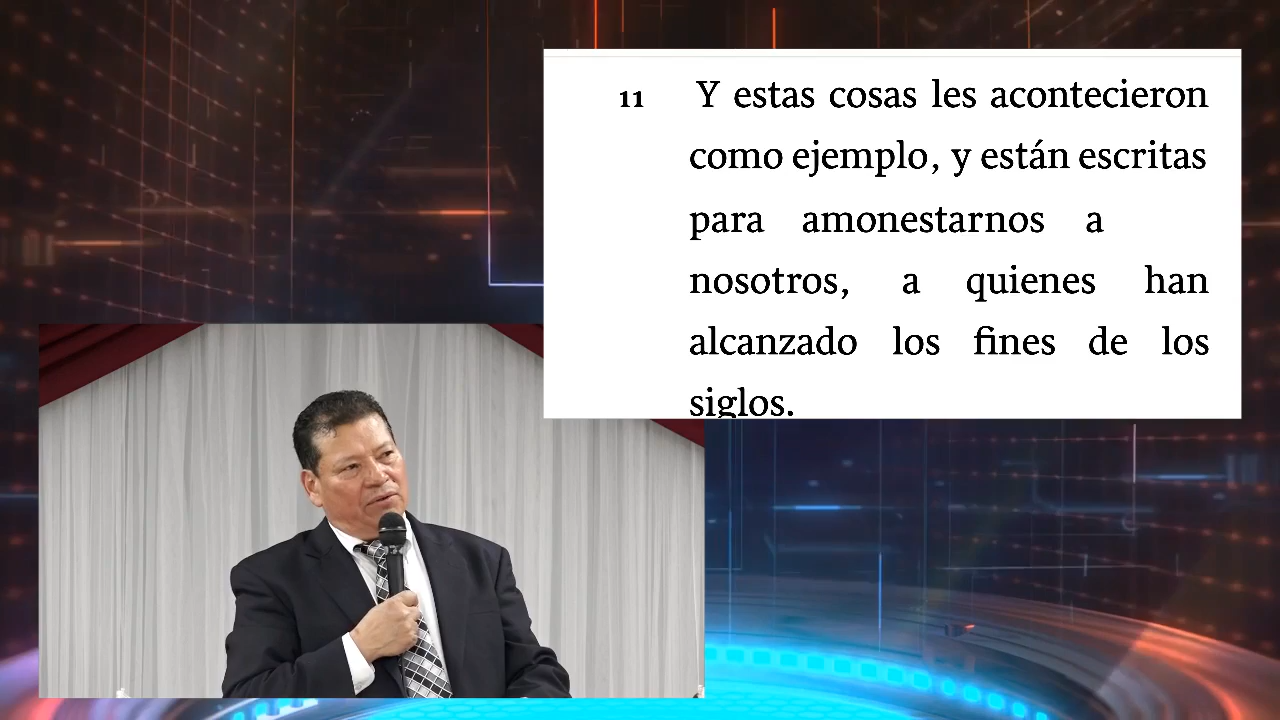 11 Y estas cosas les acontecieron
como ejemplo, y están escritas
para amonestarnos a
nosotros, a quienes han
alcanzado los fines de los
siglos.